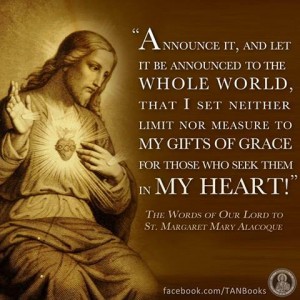 “ANNOUNCE IT, AND LET
IT BE ANNOUNCED TO THE
WHOLE WORLD,
THAT I SET NEITHER
LIMIT NOR MEASURE TO
MY GIFTS OF GRACE
FOR THOSE WHO SEEK THEM
IN MY HEART!”
THE WORDS OF OUR LORD TO
ST. MARGARET MARY ALACOQUE
facebook.com/TANBooks